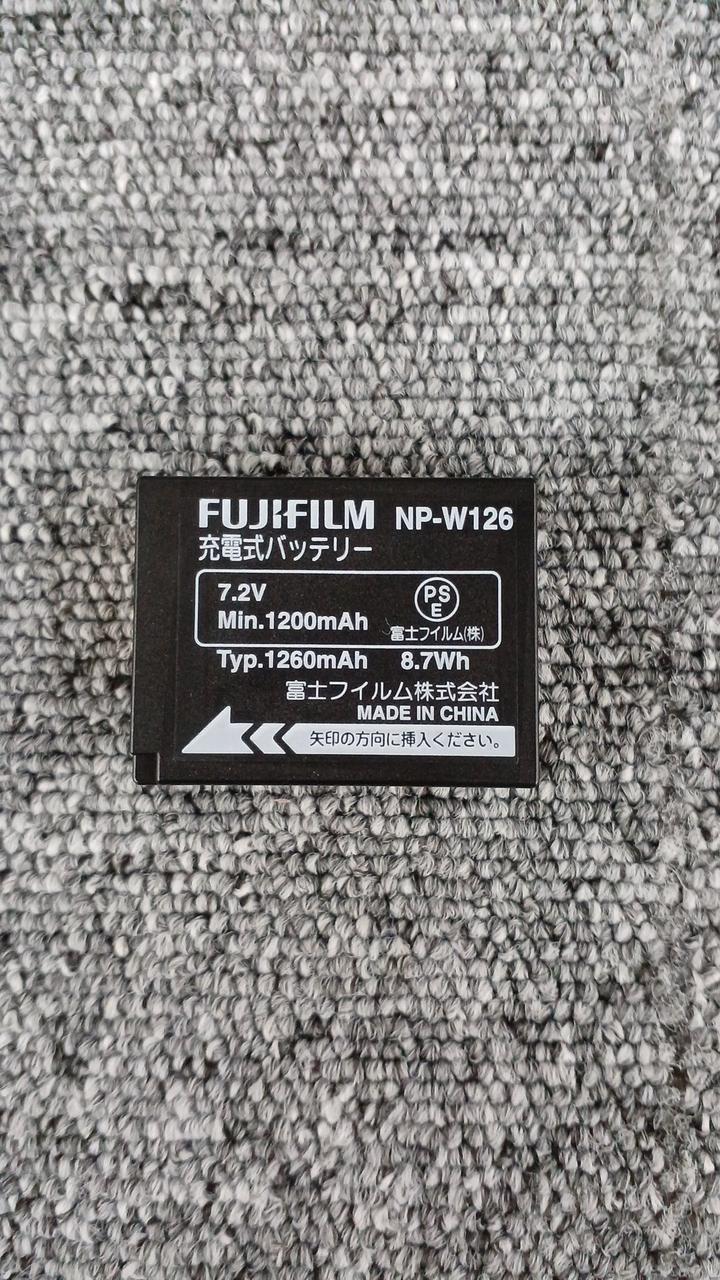 FUJIFILM NP-W126
充電式バッテリー
7.2V
Min.1200mAh
PS
E
富士フイルム(株)
Typ.1260mAh 8.7Wh
富士フイルム株式会社
MADE IN CHINA
矢印の方向に挿入ください。